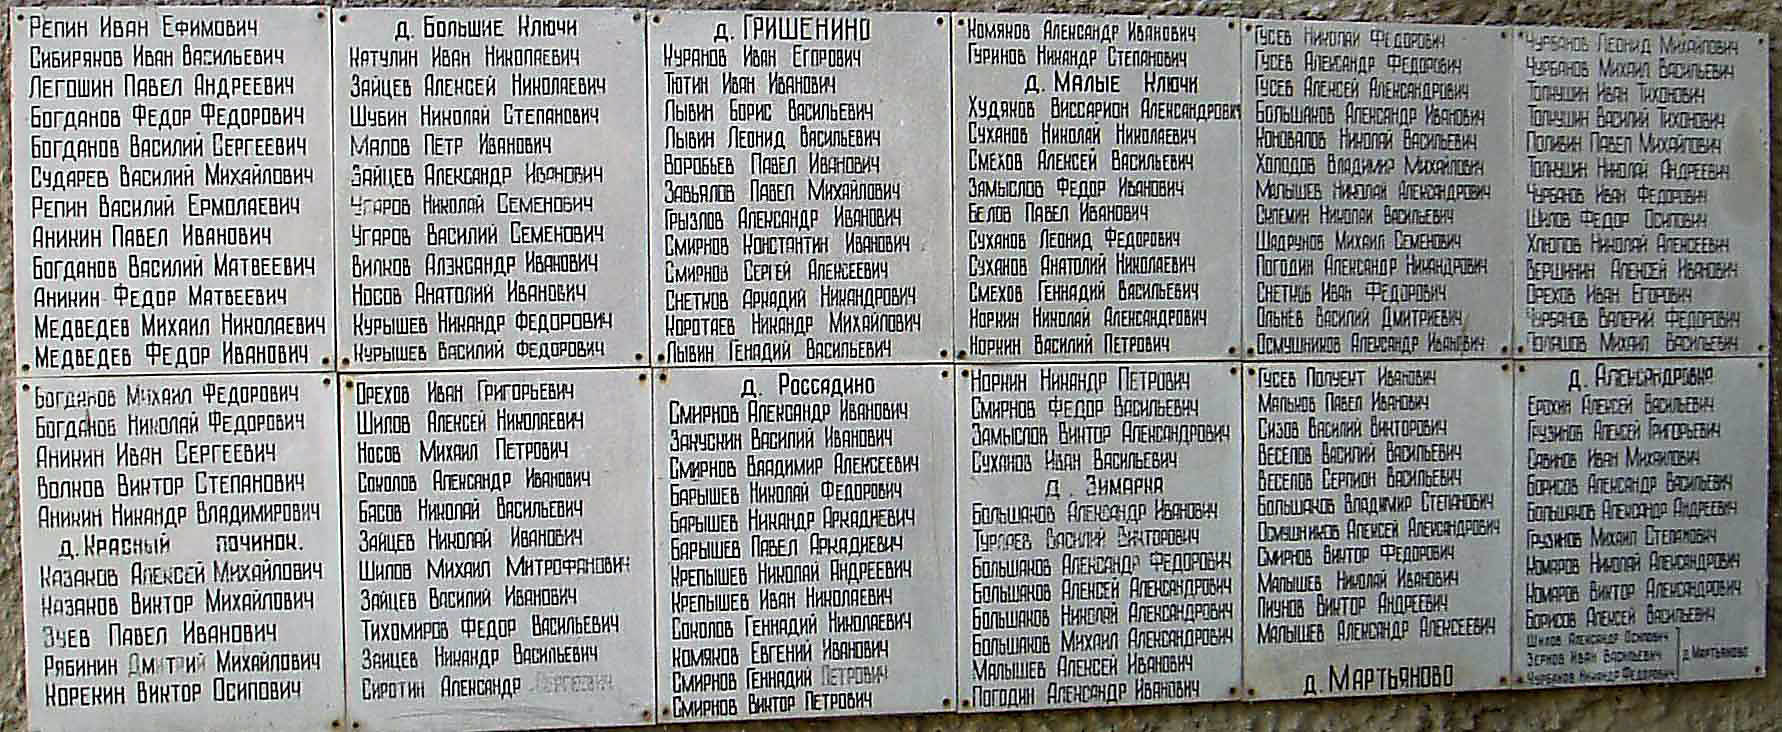 Репин Иван Ефимович
Сибиряков Иван Васильевич
Легошин Павел Андреевич
Богданов Федор Федорович
Богданов Василий Сергеевич
Сударев Василий Михайлович
Репин Василий Ермолаевич
Аникин Павел Иванович
Богданов Василий Матвеевич
Аникин Федор Матвеевич
Медведев Михаил Николаевич
Медведев Федор Иванович
д. Большие Ключи
Катулин Иван Николаевич
Зайцев Алексей Николаевич
Шубин Николай Степанович
Малов Петр Иванович
Зайцев Александр Иванович
Угаров Николай Семенович
Угаров Василий Семенович
Вилков Алэксандр Иванович
Носов Анатолий Иванович
Курышев Никандр Федорович
Курышев Василий Федорович
д. Гришенино
Куранов Иван Егорович
Тютин Иван Иванович
Лывин Борис Васильевич
Лывин Леонид Васильевич
Воробьев Павел Иванович
Завьялов Павел Михайлович
Грызлов Александр Иванович
Смирнов Константин Иванович
Смирнов Сергей Алексеевич
Снетков Аркадий Никандрович
Коротаев Никандр Михайлович
Лывин Генадий Васильевич
Комяков Александр Иванович
Гуринов Никандр Степанович
д. Малые Ключи
Худяков Виссарион Александрович
Суханов Николай Николаевич
Смехов Алексей Васильевич
Замыслов Федор Иванович
Белов Павел Иванович
Суханов Леонид Федорович
Суханов Анатолий Николаевич
Смехов Геннадий Васильевич
Норкин Николай Александрович
Норкин Василий Петрович
Гусев Николай Федорович
Гусев Александр Федорович
Гусев Алексей Александрович
Большаков Александр Иванович
Коновалов Николай Васильевич
Холодов Владимир Михайлович
Малышев Николай Александрович
Сулемин Николай Васильевич
Шадрунов Михаил Семенович
Погодин Александр Никандрович
Снетков Иван Федорович
Ольнев Василий Дмитриевич
Осмушников Александр Иванович
Чурбанов Леонид Михайлович
Чурбанов Михаил Васильевич
Толкушин Иван Тихонович
Толкушин Василий Тихонович
Поливин Павел Михайлович
Толкушин Николай Андреевич
Чурбанов Иван Федорович
Шилов Федор Осипович
Хлюпов Николай Алексеевич
Вершинин Алексей Иванович
Орехов Иван Егорович
Чурбанов Валерий Федорович
Поляшов Михаил Васильевич
Богданов Михаил Федорович
Богданов Николай Федорович
Аникин Иван Сергеевич
Волков Виктор Степанович
Аникин Никандр Владимирович
д. Красный починок.
Казаков Алексей Михайлович
Казаков Виктор Михайлович
Зуев Павел Иванович
Рябинин Дмитрий Михайлович
Корекин Виктор Осипович
Орехов Иван Григорьевич
Шилов Алексей Николаевич
Носов Михаил Петрович
Соколов Александр Иванович
Басов Николай Васильевич
Зайцев Николай Иванович
Шилов Михаил Митрофанович
Зайцев Василий Иванович
Тихомиров Федор Васильевич
Заицев Никандр Васильевич
Сиротин Александр
д. Россадино
Смирнов Александр Иванович
Закускин Василий Иванович
Смирнов Владимир Алексеевич
Барышев Николай Федорович
Барышев Никандр Аркадиевич
Барышев Павел Аркадиевич
Крепышев Николай Андреевич
Крепышев Иван Николаевич
Соколов Геннадий Николаевич
Комяков Евгений Иванович
Смирнов Геннадий Петрович
Смирнов Виктор Петрович
Норкин Никандр Петрович
Смирнов Федор Васильевич
Замыслов Виктор Александрович
Суханов Иван Васильевич
д. Зимарка
Большаков Александр Иванович
Турлаев Василий Викторович
Большаков Александр Федорович
Большаков Алексей Александрович
Большаков Николай Александрович
Большаков Михаил Александрович
Малышев Алексей Иванович
Погодин Александр Иванович
Гусев Полуект Иванович
Мальков Павел Иванович
Сизов Василий Викторович
Веселов Василий Васильевич
Веселов Серпион Васильевич
Большаков Владимир Степанович
Осмушников Алексей Александрович
Смирнов Виктор Федорович
Малышев Николай Иванович
Пичнов Виктор Андреевич
Малышев Александр Алексеевич
д. Мартьяново
д. Александровка
Ерохин Алексей Васильевич
Грузинов Алексей Григорьевич
Савинов Иван Михайлович
Борисов Александр Васильевич
Большаков Александр Андреевич
Грузинов Михаил Степанович
Комаров Николай Александрович
Комаров Виктор Александрович
Борисов Алексей Васильевич
Шилов Александр Осипович
Зернов Иван Васильевич д. Мартьяново
Чурбанов Никандр Федорович